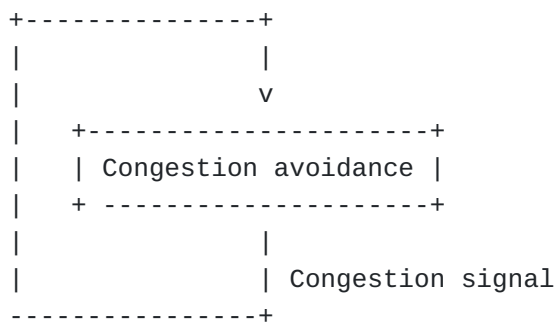 +---------------+
|               |
|               v
|   +----------------------+
|   | Congestion avoidance |
|   + ---------------------+
|               |
|               | Congestion signal
----------------+